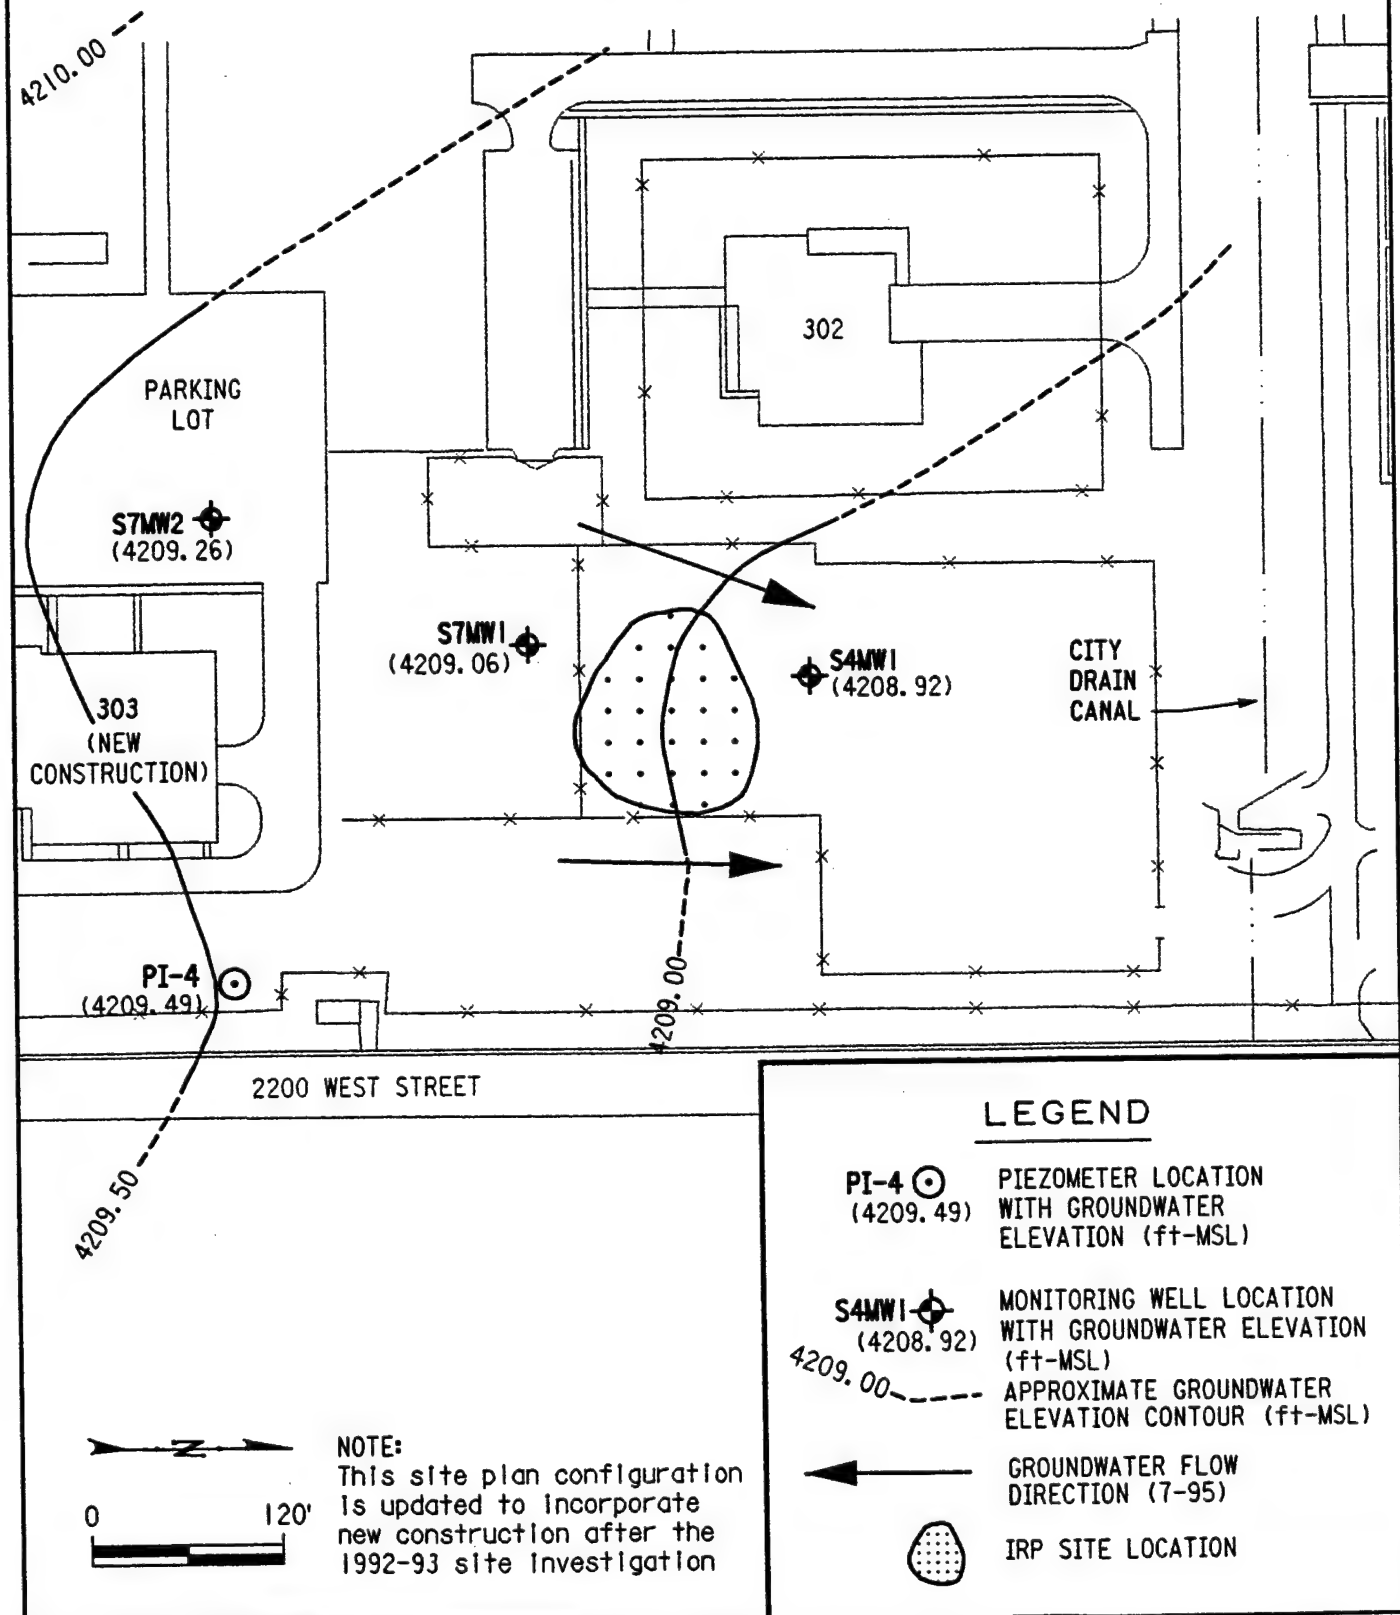 4210.00
302
PARKING
LOT
S7MW2
(4209.26)
S7MW1
(4209.06)
S4MW1
(4208.92)
CITY
DRAIN
CANAL
303
(NEW
CONSTRUCTION)
PI-4
(4209.49)
4209.00
2200 WEST STREET
4209.50
LEGEND
PI-4
(4209.49)
PIEZOMETER LOCATION
WITH GROUNDWATER
ELEVATION (ft-MSL)
S4MW1
(4208.92)
MONITORING WELL LOCATION
WITH GROUNDWATER ELEVATION
(ft-MSL)
4209.00
APPROXIMATE GROUNDWATER
ELEVATION CONTOUR (ft-MSL)
GROUNDWATER FLOW
DIRECTION (7-95)
IRP SITE LOCATION
N
0 120'
NOTE:
This site plan configuration
is updated to incorporate
new construction after the
1992-93 site investigation